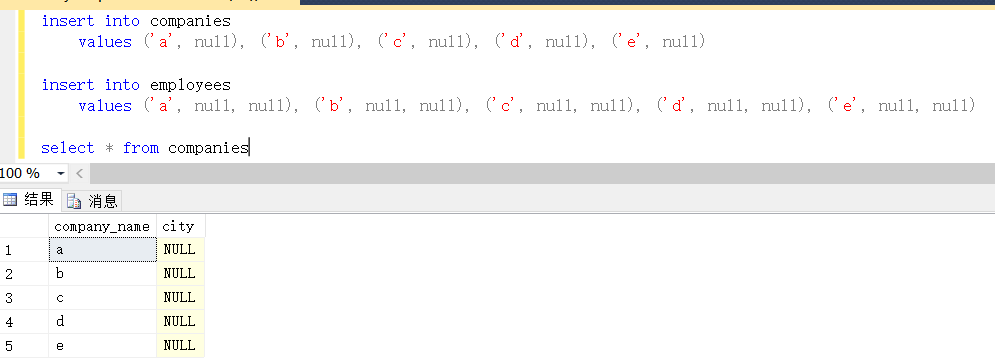 insert into companies
values ('a', null), ('b', null), ('c', null), ('d', null), ('e', null)
insert into employees
values ('a', null, null), ('b', null, null), ('c', null, null), ('d', null, null), ('e', null, null)
select * from companies
100 %
结果 消息
company_name city
1 a NULL
2 b NULL
3 c NULL
4 d NULL
5 e NULL